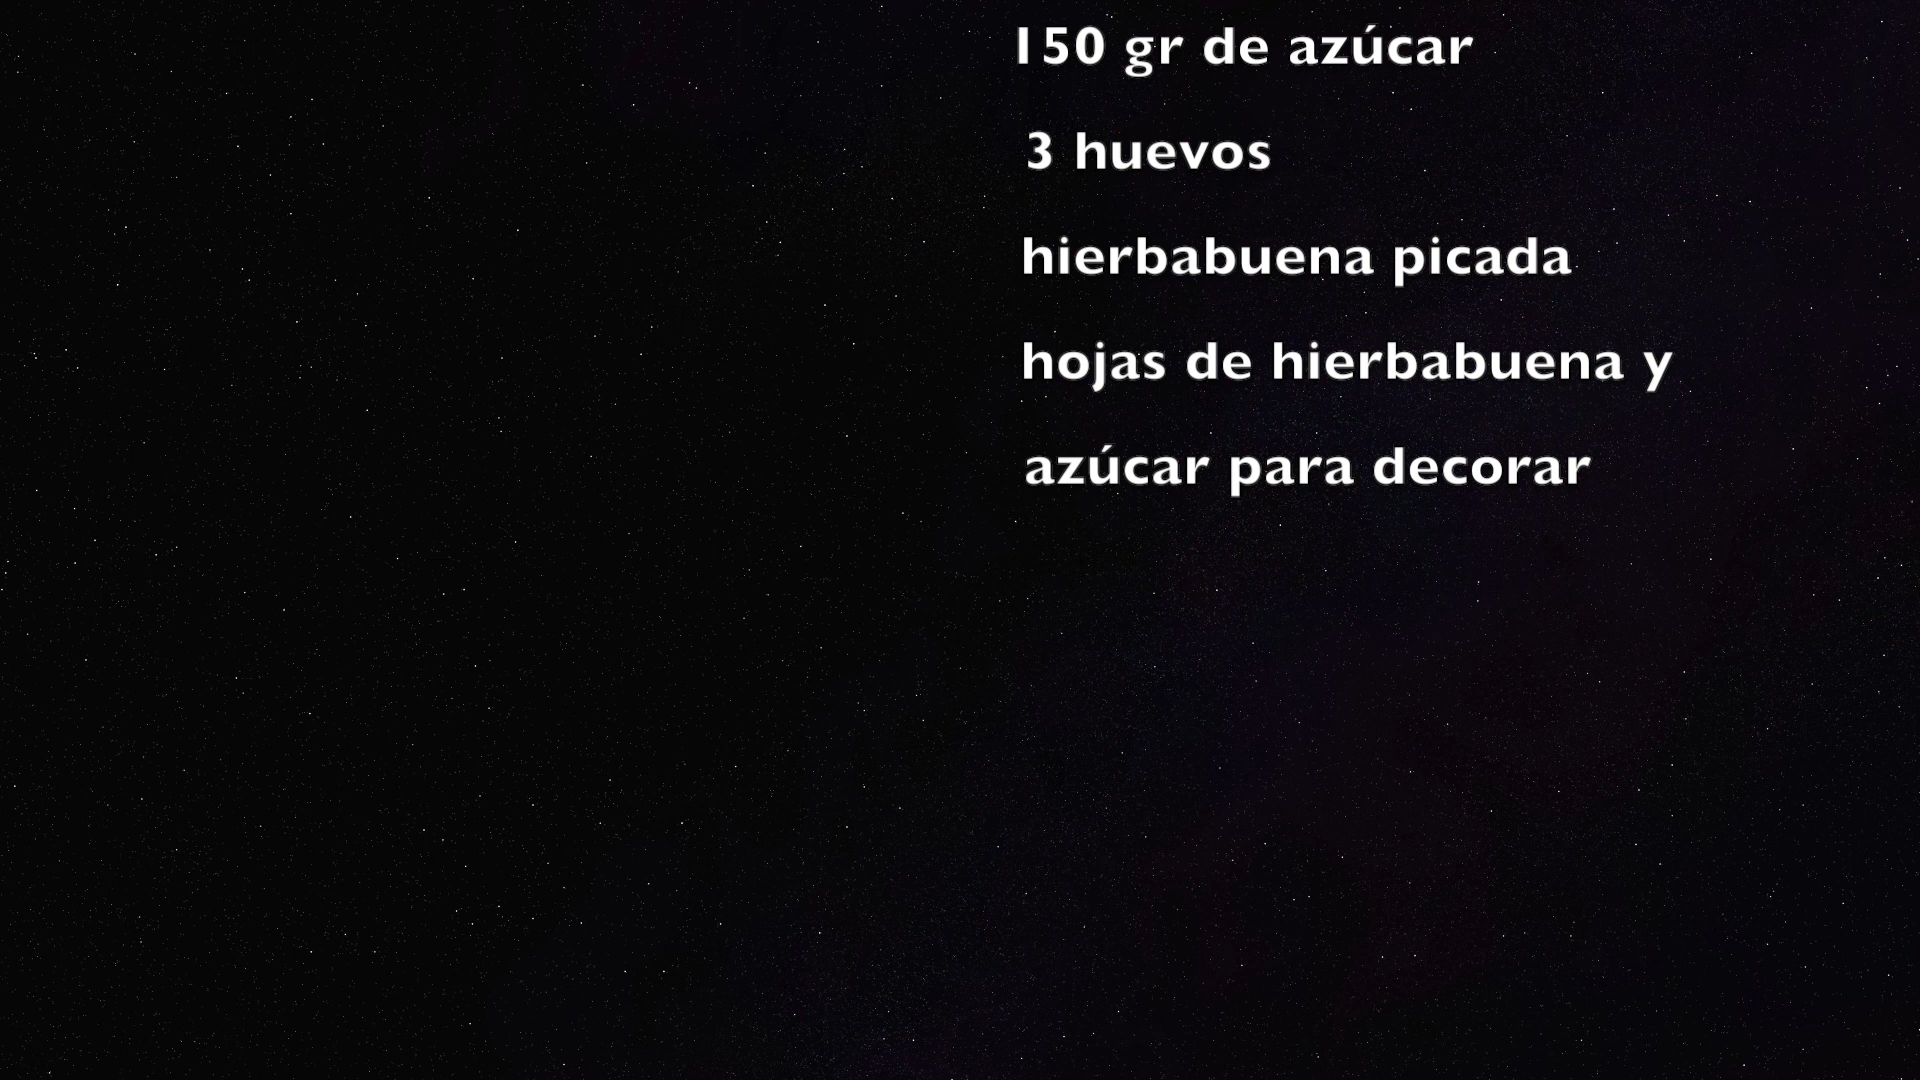 150 gr de azúcar
3 huevos
hierbabuena picada
hojas de hierbabuena y
azúcar para decorar